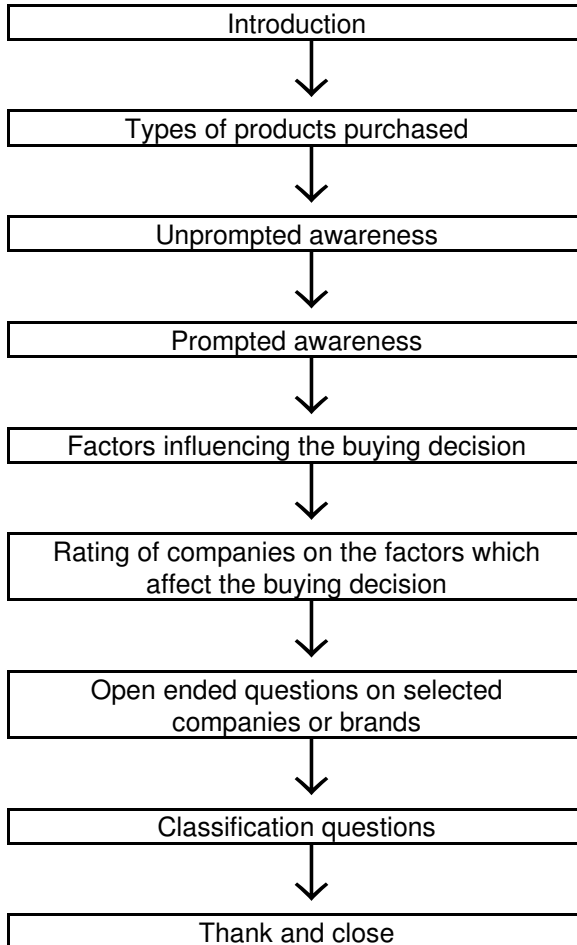 Introduction
Types of products purchased
Unprompted awareness
Prompted awareness
Factors influencing the buying decision
Rating of companies on the factors which
affect the buying decision
Open ended questions on selected
companies or brands
Classification questions
Thank and close